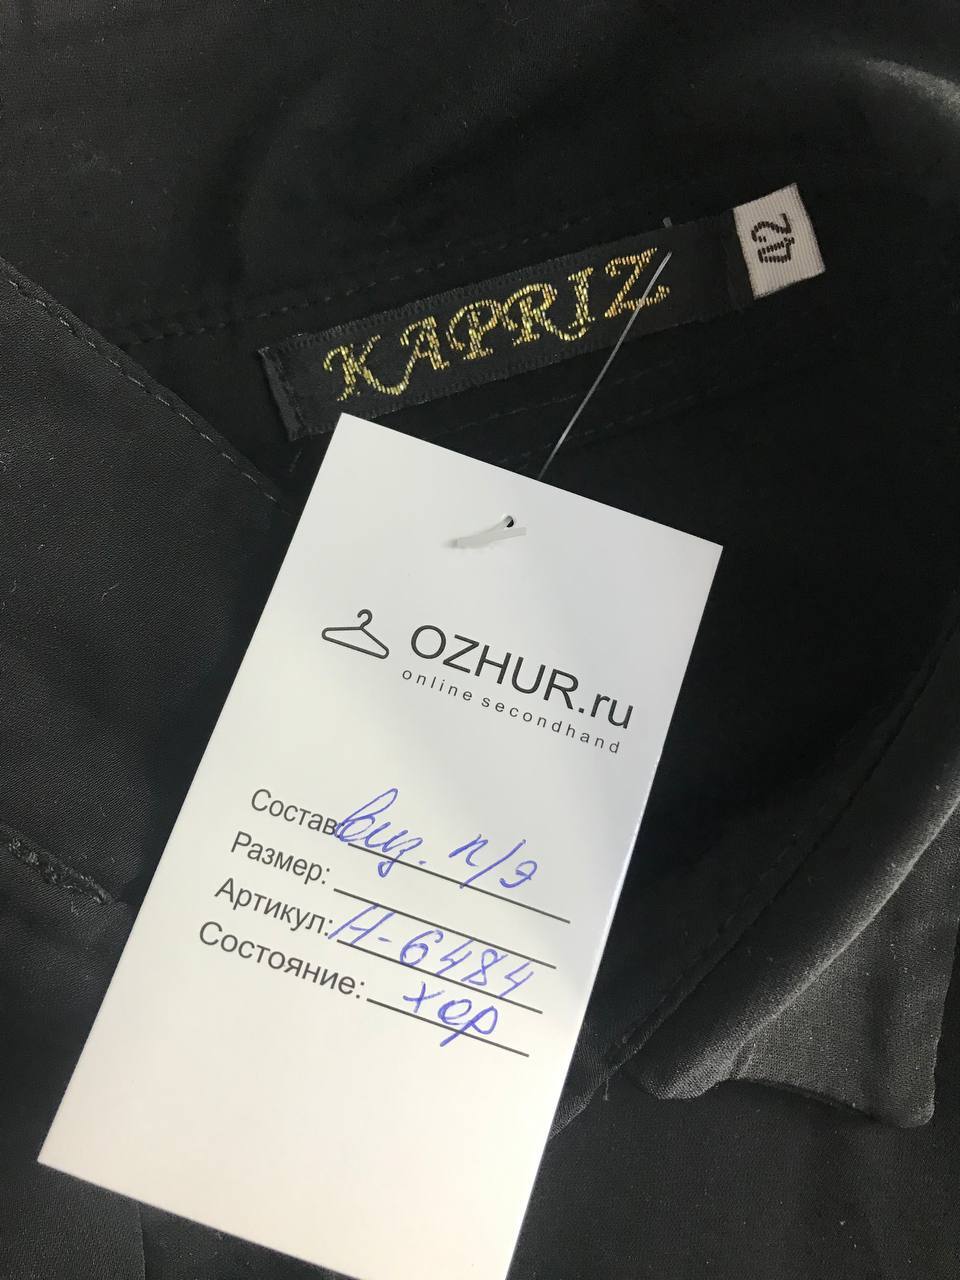 KAPRIZ
42
OZHUR.ru
online secondhand
Состав: виз. п/э
Размер:
Артикул: Н-6484
Состояние: хор